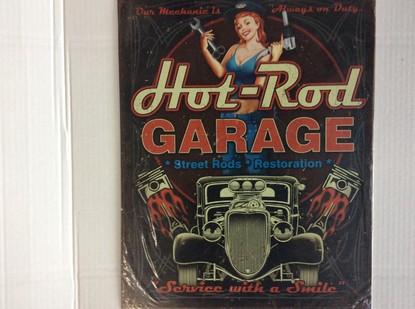 Our Mechanic Is Always on Duty..
Hot-Rod
GARAGE
* Street Rods * Restoration *
"Service with a Smile"